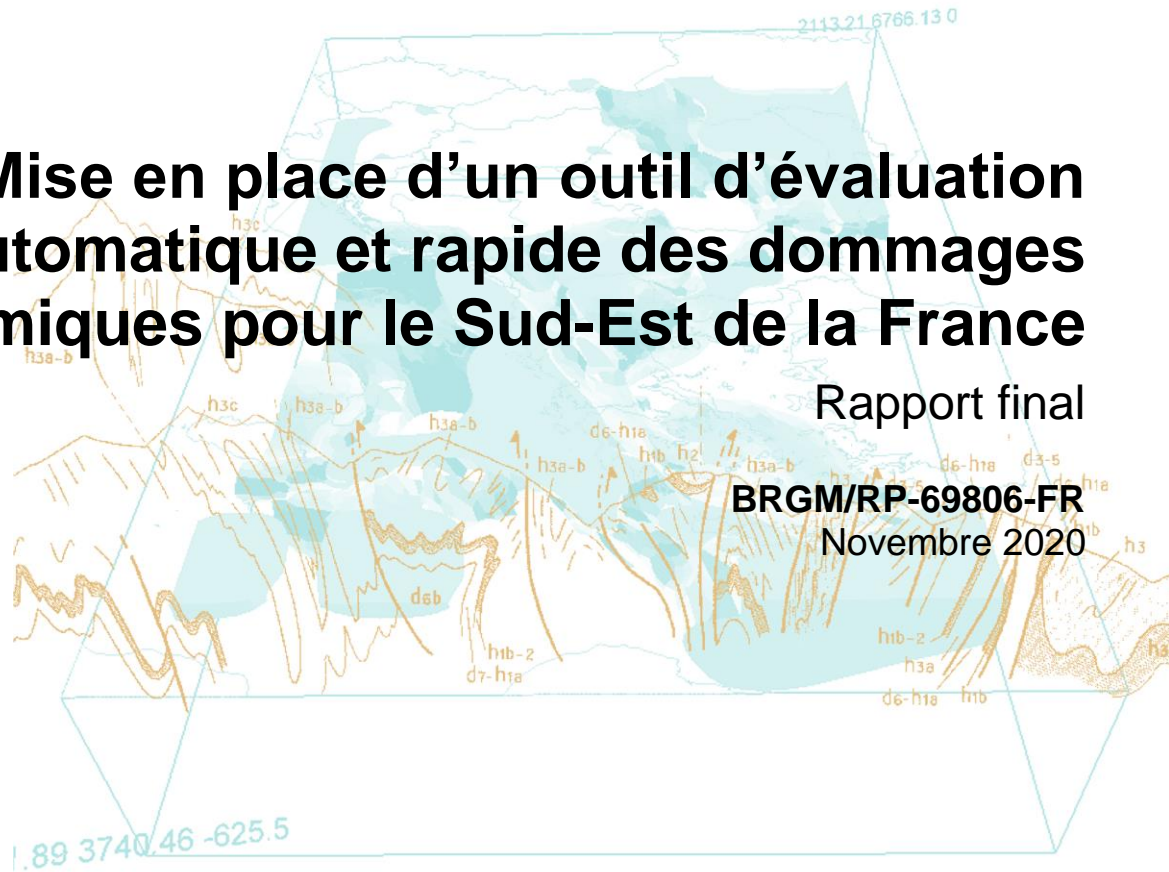 2113.21 6766.13 0
Mise en place d'un outil d'évaluation
utomatique et rapide des dommages
miques pour le Sud-Est de la France
h3c
h3a-b
Rapport final
h3c
h3a-b
h3a-b
d6-h1a
h1b
h2
h3a-b
h3a-b
d6-h1a
d3-5
BRGM/RP-69806-FR
Novembre 2020
h1b
h3
d6b
h1b-2
d7-h1a
h1b-2
h3a
d6-h1a
h1b
.89 3740.46 -625.5